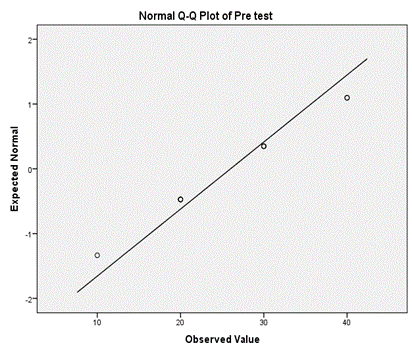 Normal Q-Q Plot of Pre test
2
1
0
-1
-2
Expected Normal
10 20 30 40
Observed Value